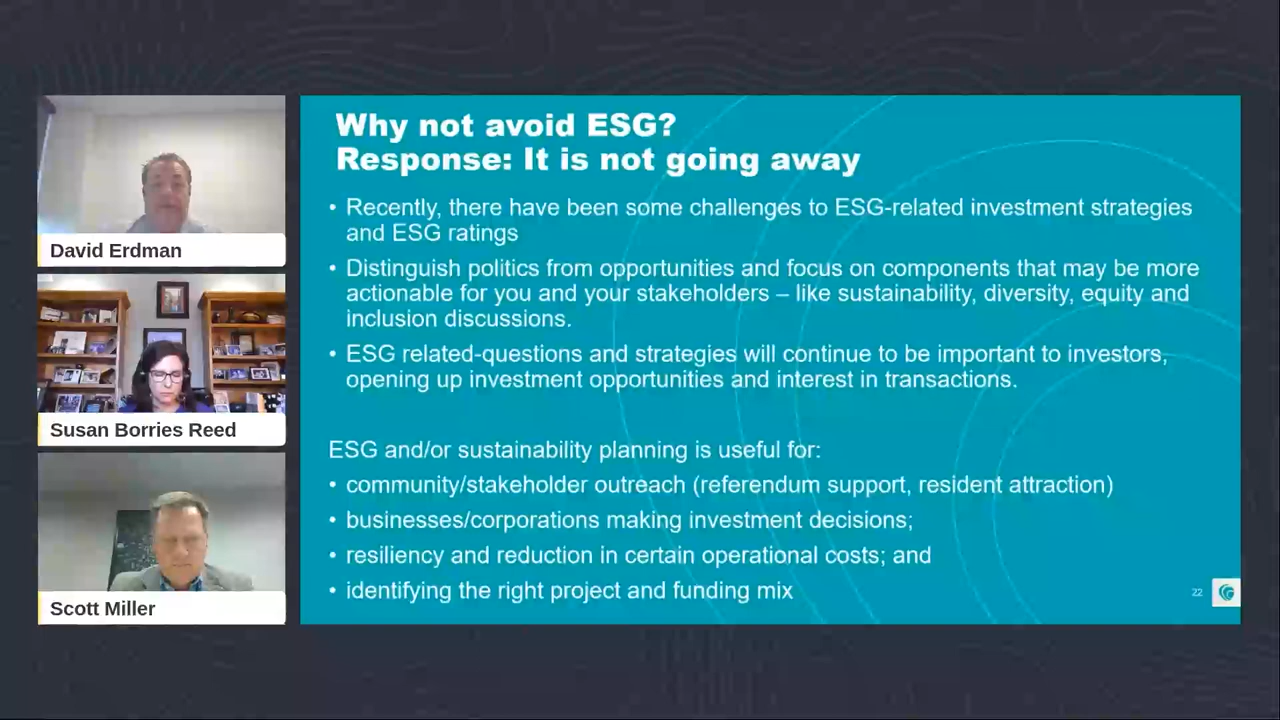 David Erdman
Susan Borries Reed
Scott Miller
Why not avoid ESG?
Response: It is not going away
• Recently, there have been some challenges to ESG-related investment strategies
and ESG ratings
• Distinguish politics from opportunities and focus on components that may be more
actionable for you and your stakeholders – like sustainability, diversity, equity and
inclusion discussions.
• ESG related-questions and strategies will continue to be important to investors,
opening up investment opportunities and interest in transactions.
ESG and/or sustainability planning is useful for:
• community/stakeholder outreach (referendum support, resident attraction)
• businesses/corporations making investment decisions;
• resiliency and reduction in certain operational costs; and
• identifying the right project and funding mix
22